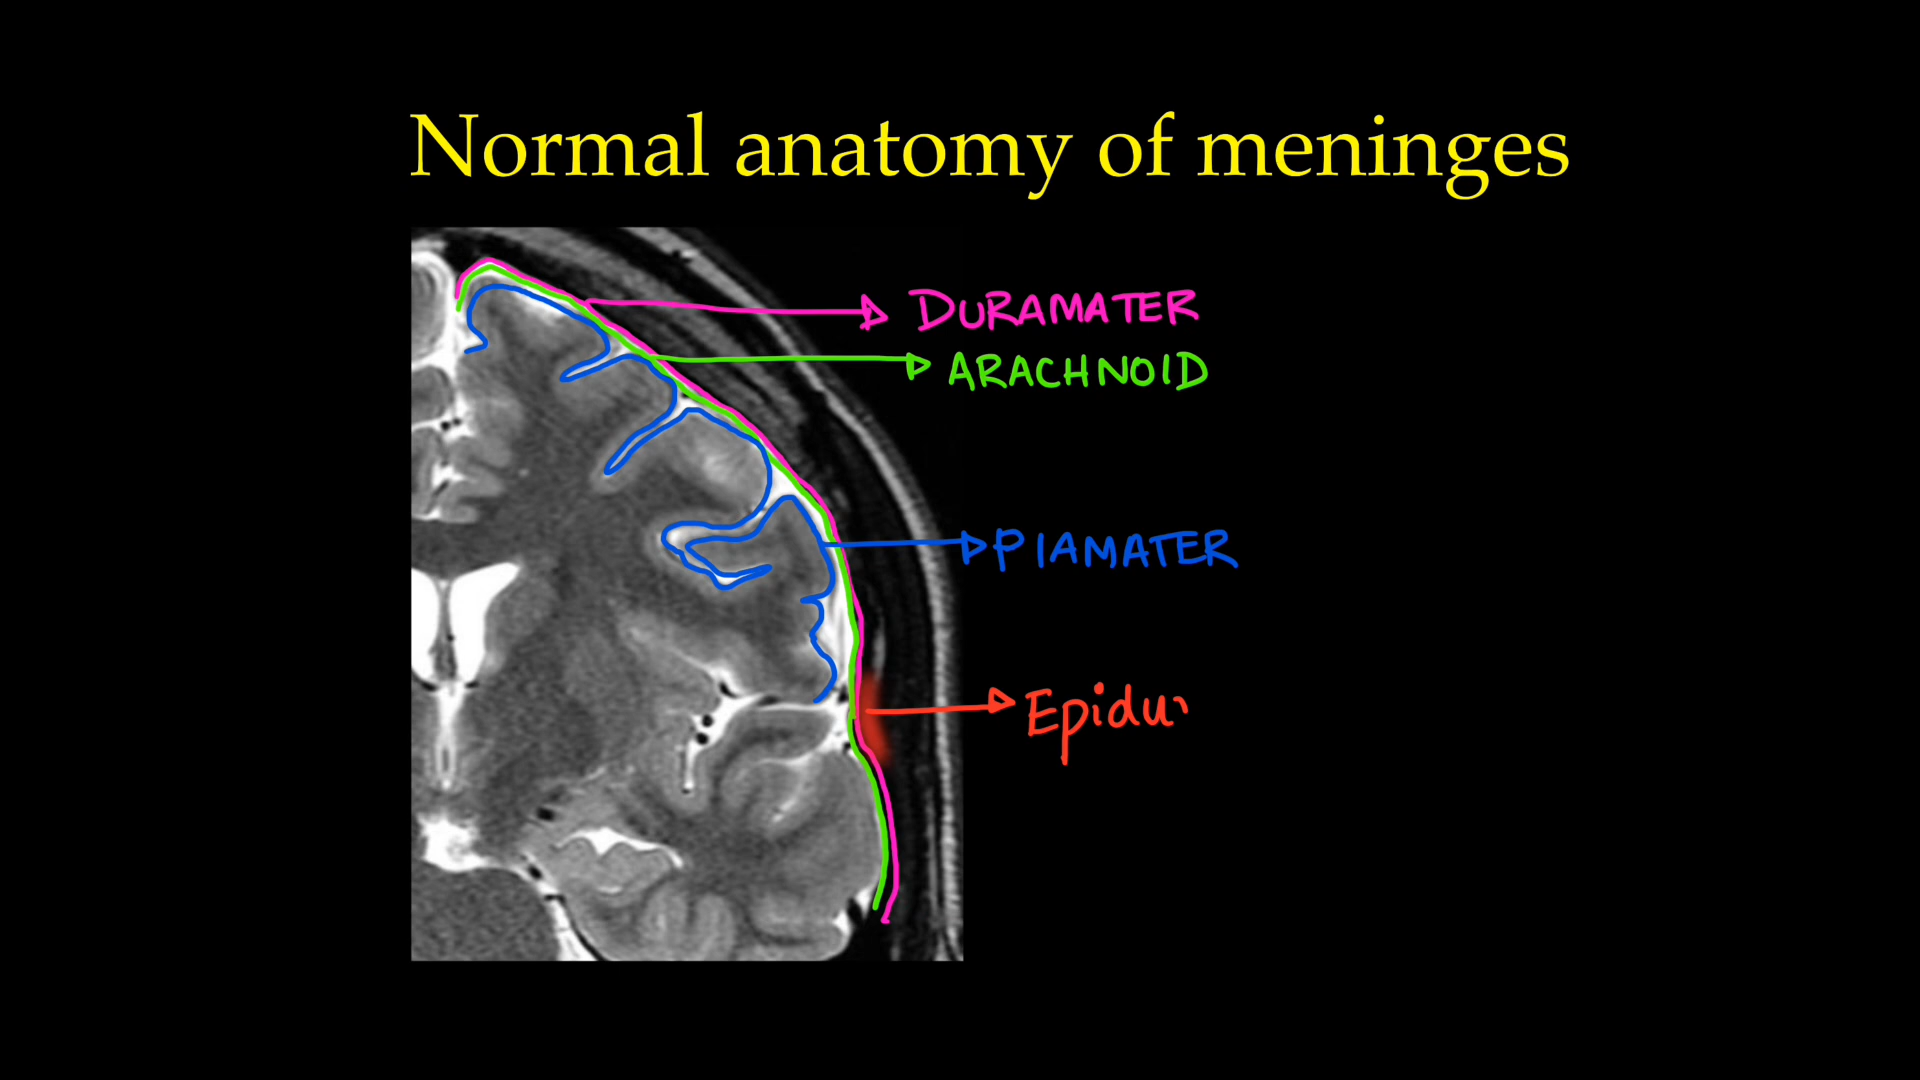 Normal anatomy of meninges
DURAMATER
ARACHNOID
PIAMATER
Epidu